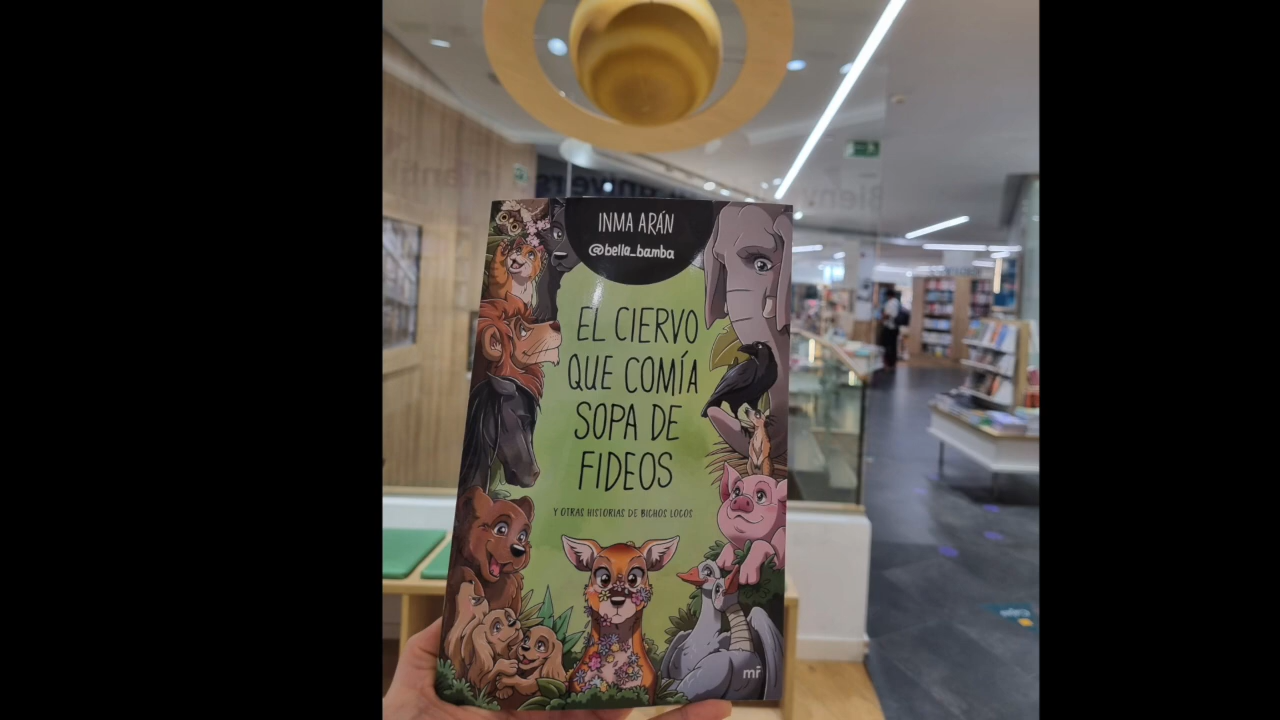 INMA ARÁN
@bella_bamba
EL CIERVO
QUE COMÍA
SOPA DE
FIDEOS
Y OTRAS HISTORIAS DE BICHOS LOCOS
mr